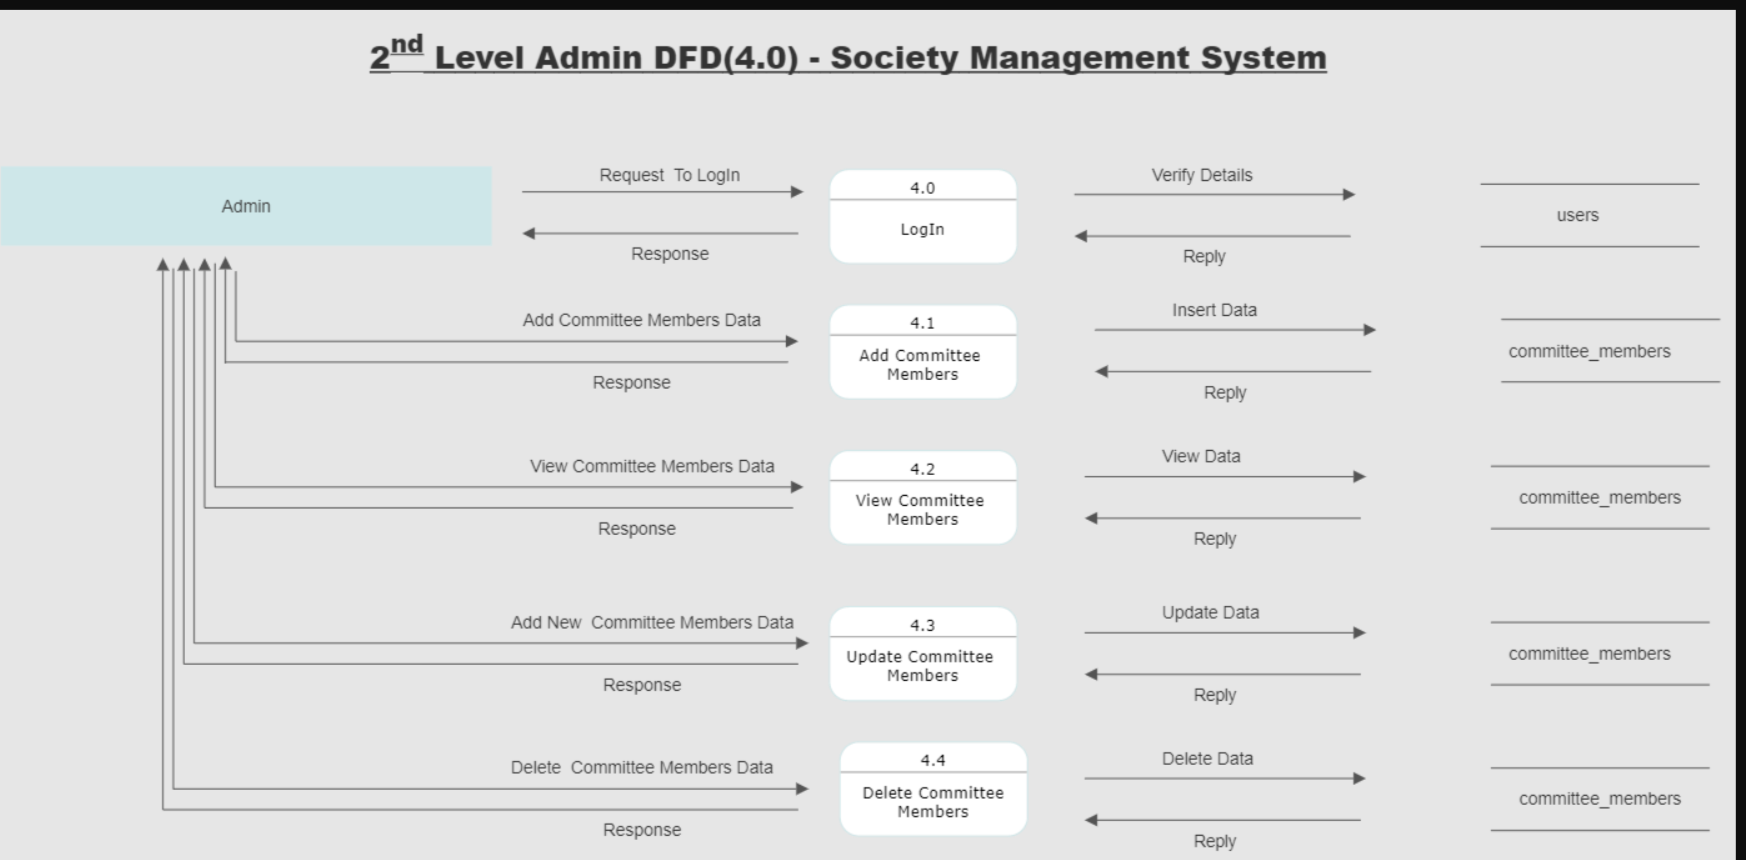 2nd Level Admin DFD(4.0) - Society Management System
Request To LogIn
Verify Details
Admin
4.0
LogIn
users
Response
Reply
Add Committee Members Data
4.1
Add Committee
Members
Insert Data
committee_members
Response
Reply
View Committee Members Data
4.2
View Committee
Members
View Data
committee_members
Response
Reply
Add New Committee Members Data
4.3
Update Committee
Members
Update Data
committee_members
Response
Reply
Delete Committee Members Data
4.4
Delete Committee
Members
Delete Data
committee_members
Response
Reply